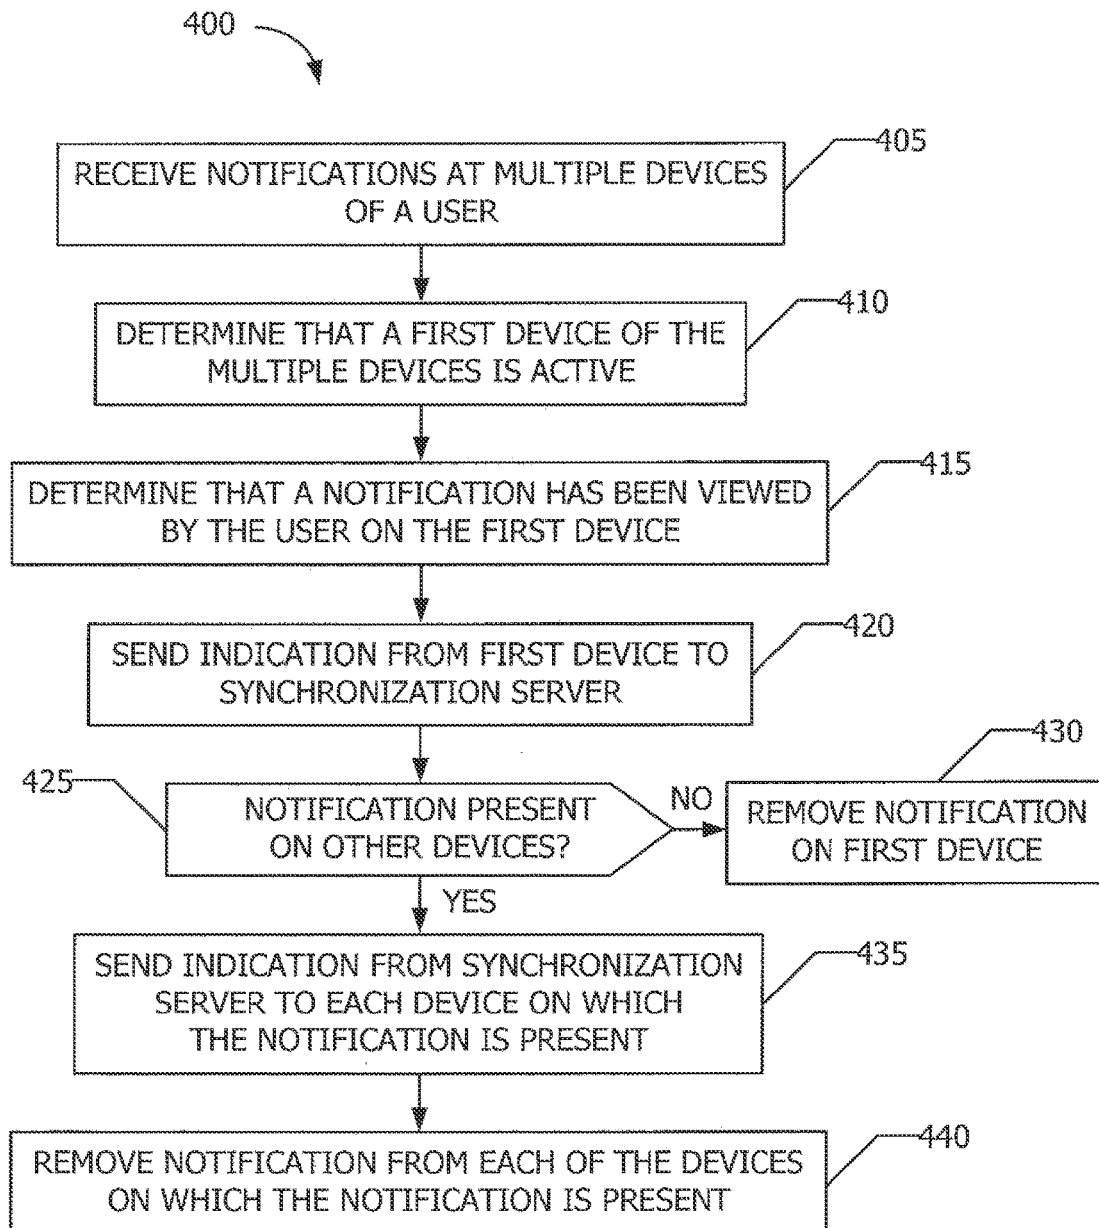 400
405
RECEIVE NOTIFICATIONS AT MULTIPLE DEVICES
OF A USER
410
DETERMINE THAT A FIRST DEVICE OF THE
MULTIPLE DEVICES IS ACTIVE
415
DETERMINE THAT A NOTIFICATION HAS BEEN VIEWED
BY THE USER ON THE FIRST DEVICE
420
SEND INDICATION FROM FIRST DEVICE TO
SYNCHRONIZATION SERVER
425
NOTIFICATION PRESENT
ON OTHER DEVICES?
NO
430
REMOVE NOTIFICATION
ON FIRST DEVICE
YES
435
SEND INDICATION FROM SYNCHRONIZATION
SERVER TO EACH DEVICE ON WHICH
THE NOTIFICATION IS PRESENT
440
REMOVE NOTIFICATION FROM EACH OF THE DEVICES
ON WHICH THE NOTIFICATION IS PRESENT